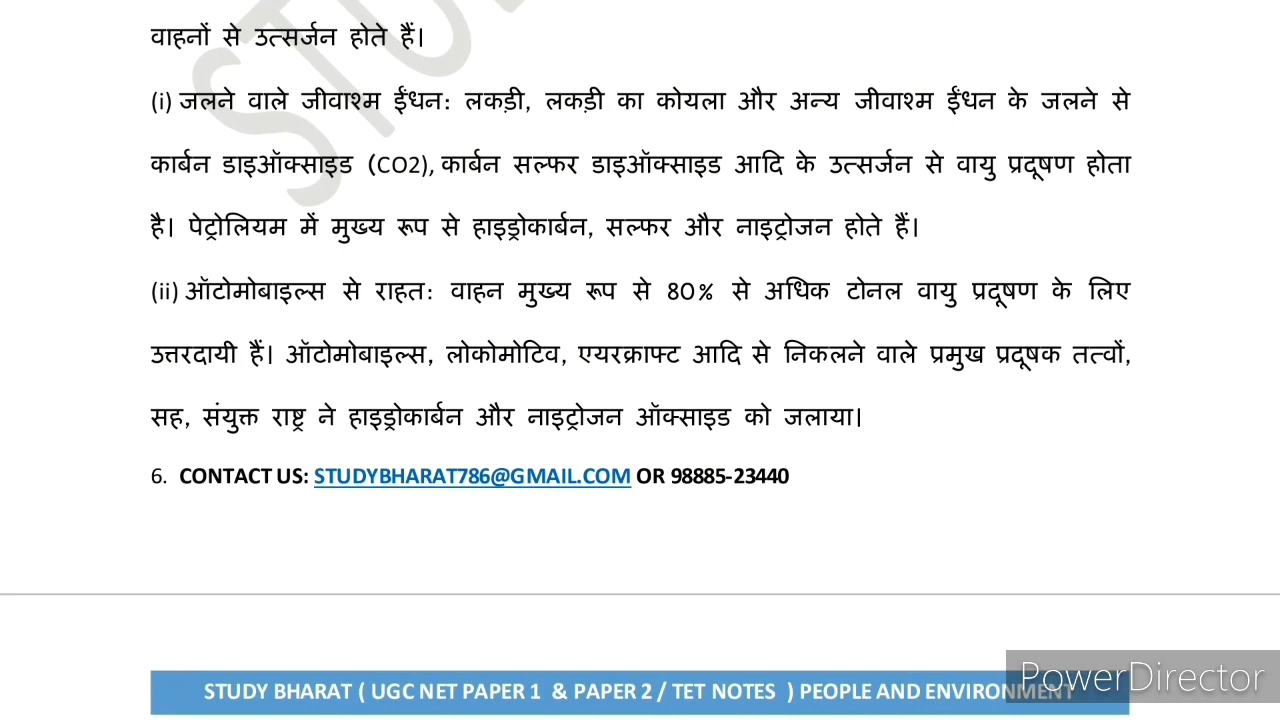 वाहनों से उत्सर्जन होते हैं।
(i) जलने वाले जीवाश्म ईंधन: लकड़ी, लकड़ी का कोयला और अन्य जीवाश्म ईंधन के जलने से
कार्बन डाइऑक्साइड (CO2), कार्बन सल्फर डाइऑक्साइड आदि के उत्सर्जन से वायु प्रदूषण होता
है। पेट्रोलियम में मुख्य रूप से हाइड्रोकार्बन, सल्फर और नाइट्रोजन होते हैं।
(ii) ऑटोमोबाइल्स से राहत: वाहन मुख्य रूप से 80% से अधिक टोनल वायु प्रदूषण के लिए
उत्तरदायी हैं। ऑटोमोबाइल्स, लोकोमोटिव, एयरक्राफ्ट आदि से निकलने वाले प्रमुख प्रदूषक तत्वों,
सह, संयुक्त राष्ट्र ने हाइड्रोकार्बन और नाइट्रोजन ऑक्साइड को जलाया।
6. CONTACT US: STUDYBHARAT786@GMAIL.COM OR 98885-23440
STUDY BHARAT ( UGC NET PAPER 1 & PAPER 2 / TET NOTES ) PEOPLE AND ENVIRONMENT
PowerDirector